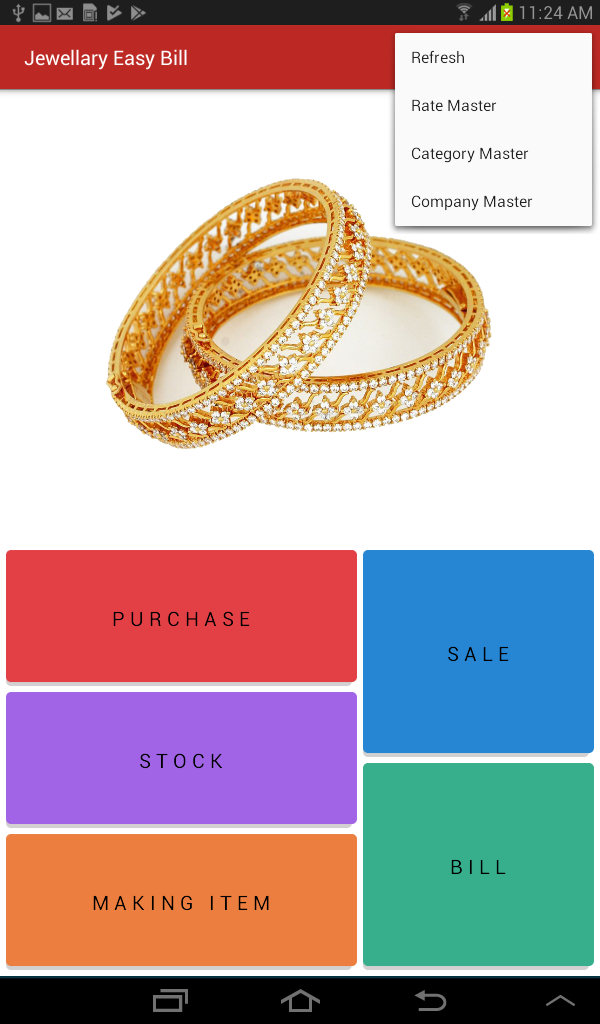 11:24 AM
Jewellary Easy Bill
Refresh
Rate Master
Category Master
Company Master
PURCHASE
SALE
STOCK
BILL
MAKING ITEM